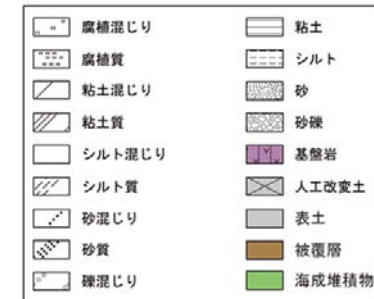 腐植混じり
腐植質
粘土混じり
粘土質
シルト混じり
シルト質
砂混じり
砂質
礫混じり
粘土
シルト
砂
砂礫
基盤岩
人工改変土
表土
被覆層
海成堆積物